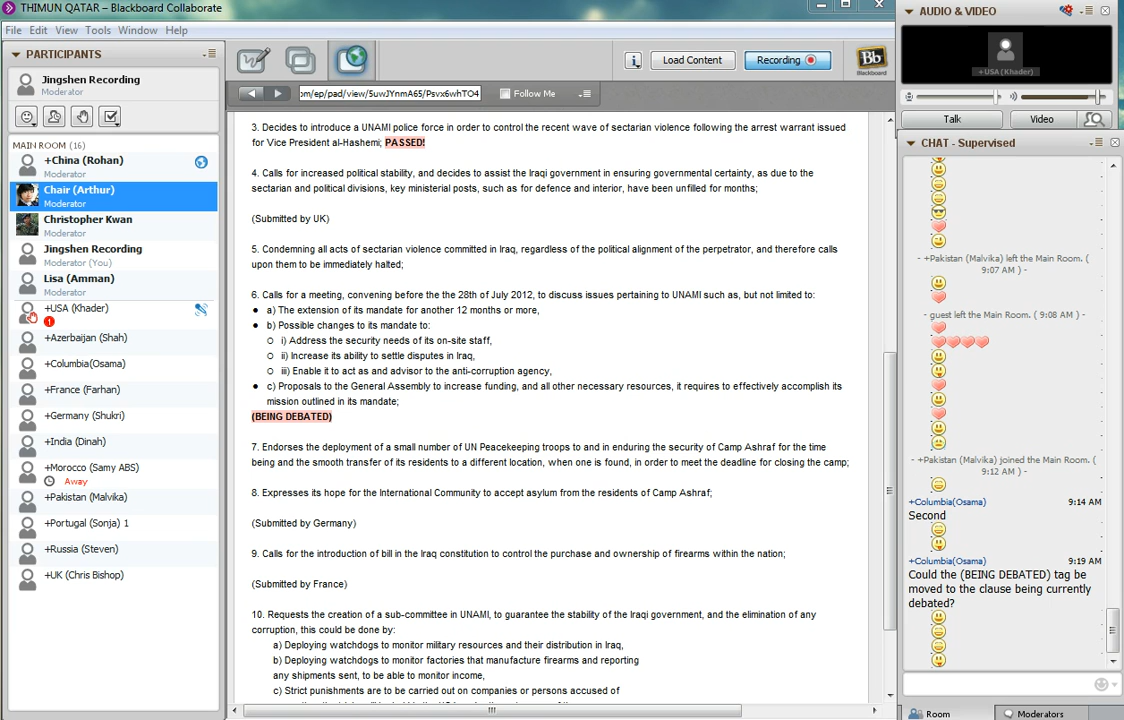 THIMUN QATAR – Blackboard Collaborate
File Edit View Tools Window Help
PARTICIPANTS
Jingshen Recording
Moderator
MAIN ROOM (16)
+China (Rohan)
Moderator
Chair (Arthur)
Moderator
Christopher Kwan
Moderator
Jingshen Recording
Moderator (You)
Lisa (Amman)
Moderator
+USA (Khader)
1
+Azerbaijan (Shah)
+Columbia(Osama)
+France (Farhan)
+Germany (Shukri)
+India (Dinah)
+Morocco (Samy ABS)
Away
+Pakistan (Malvika)
+Portugal (Sonja) 1
+Russia (Steven)
+UK (Chris Bishop)
Load Content
Recording
Bb
Blackboard
om/ep/pad/view/5uwJYnmA65/Psvx6whTO4
Follow Me
3. Decides to introduce a UNAMI police force in order to control the recent wave of sectarian violence following the arrest warrant issued
for Vice President al-Hashemi; PASSED!
4. Calls for increased political stability, and decides to assist the Iraqi government in ensuring governmental certainty, as due to the
sectarian and political divisions, key ministerial posts, such as for defence and interior, have been unfilled for months;
(Submitted by UK)
5. Condemning all acts of sectarian violence committed in Iraq, regardless of the political alignment of the perpetrator, and therefore calls
upon them to be immediately halted;
6. Calls for a meeting, convening before the the 28th of July 2012, to discuss issues pertaining to UNAMI such as, but not limited to:
a) The extension of its mandate for another 12 months or more,
b) Possible changes to its mandate to:
i) Address the security needs of its on-site staff,
ii) Increase its ability to settle disputes in Iraq,
iii) Enable it to act as and advisor to the anti-corruption agency,
c) Proposals to the General Assembly to increase funding, and all other necessary resources, it requires to effectively accomplish its
mission outlined in its mandate;
(BEING DEBATED)
7. Endorses the deployment of a small number of UN Peacekeeping troops to and in enduring the security of Camp Ashraf for the time
being and the smooth transfer of its residents to a different location, when one is found, in order to meet the deadline for closing the camp;
8. Expresses its hope for the International Community to accept asylum from the residents of Camp Ashraf;
(Submitted by Germany)
9. Calls for the introduction of bill in the Iraq constitution to control the purchase and ownership of firearms within the nation;
(Submitted by France)
10. Requests the creation of a sub-committee in UNAMI, to guarantee the stability of the Iraqi government, and the elimination of any
corruption, this could be done by:
a) Deploying watchdogs to monitor military resources and their distribution in Iraq,
b) Deploying watchdogs to monitor factories that manufacture firearms and reporting
any shipments sent, to be able to monitor income,
c) Strict punishments are to be carried out on companies or persons accused of
AUDIO & VIDEO
+USA (Khader)
Talk
Video
CHAT - Supervised
- +Pakistan (Malvika) left the Main Room. (
9:07 AM ) -
- guest left the Main Room. ( 9:08 AM ) -
- +Pakistan (Malvika) joined the Main Room. (
9:12 AM ) -
+Columbia(Osama) 9:14 AM
Second
+Columbia(Osama) 9:19 AM
Could the (BEING DEBATED) tag be
moved to the clause being currently
debated?
Room
Moderators